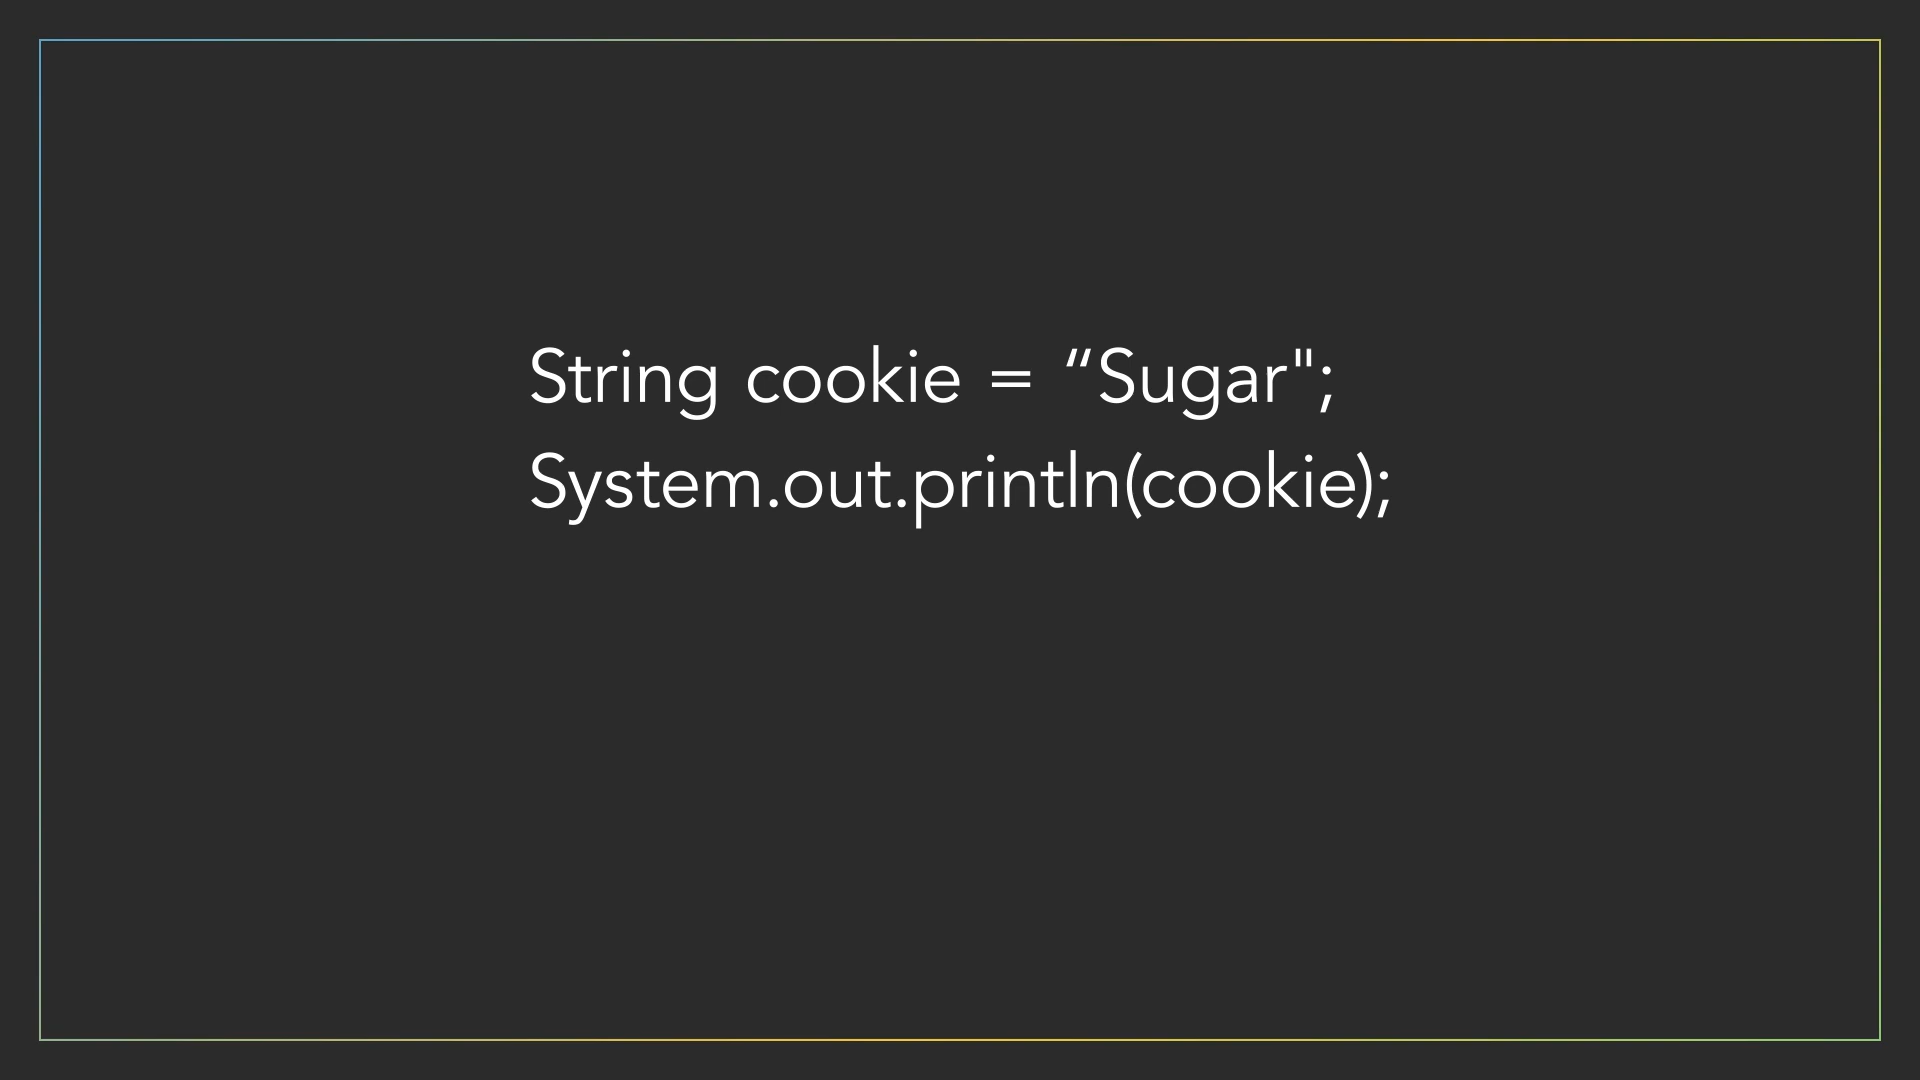 String cookie = “Sugar";
System.out.println(cookie);